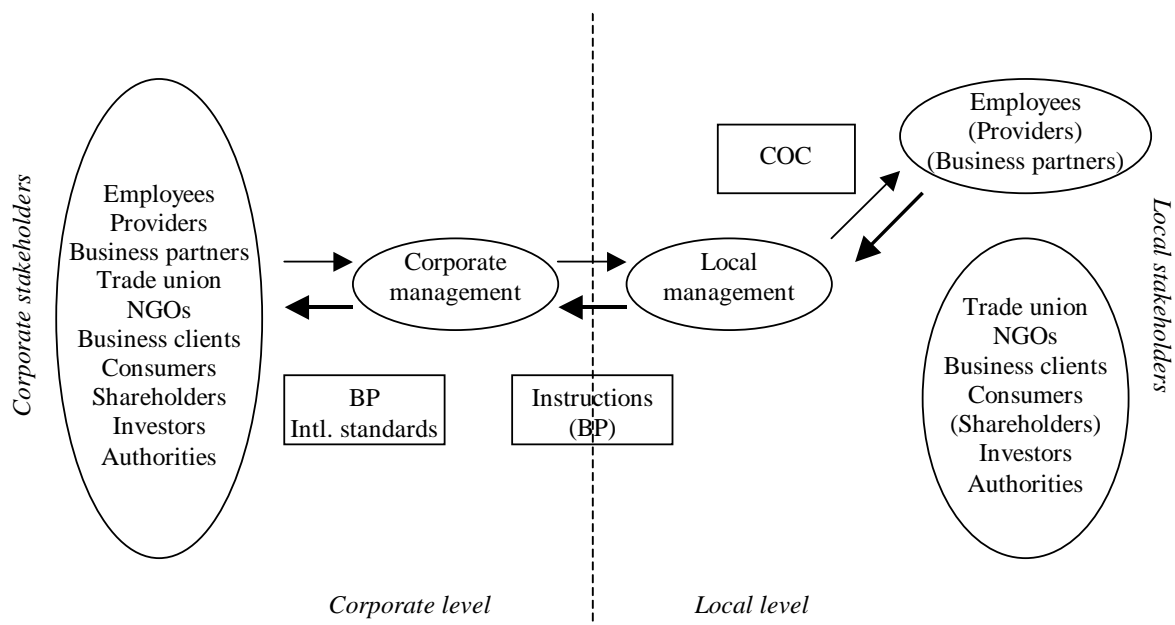 Corporate stakeholders
Employees
Providers
Business partners
Trade union
NGOs
Business clients
Consumers
Shareholders
Investors
Authorities
Corporate
management
BP
Intl. standards
Instructions
(BP)
Local
management
COC
Employees
(Providers)
(Business partners)
Trade union
NGOs
Business clients
Consumers
(Shareholders)
Investors
Authorities
Local stakeholders
Corporate level
Local level